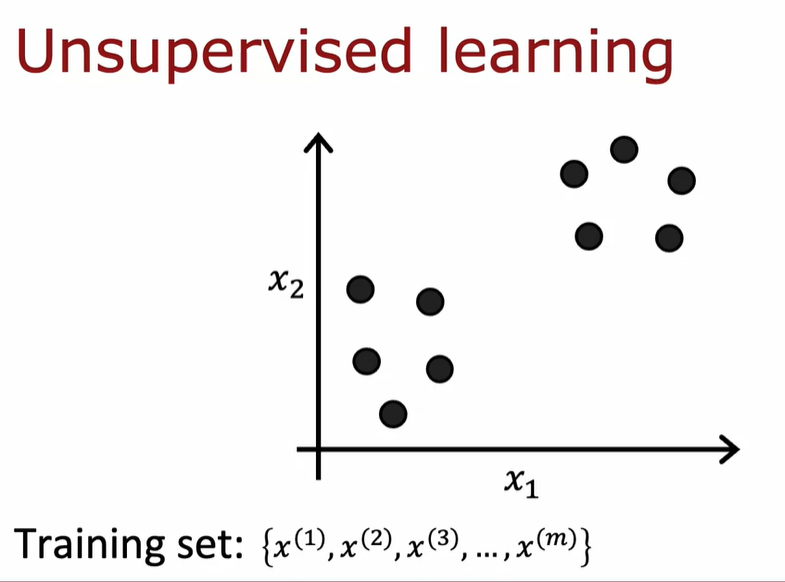 Unsupervised learning
x₂
x₁
Training set: {x⁽¹⁾, x⁽²⁾, x⁽³⁾, ..., x⁽ᵐ⁾}